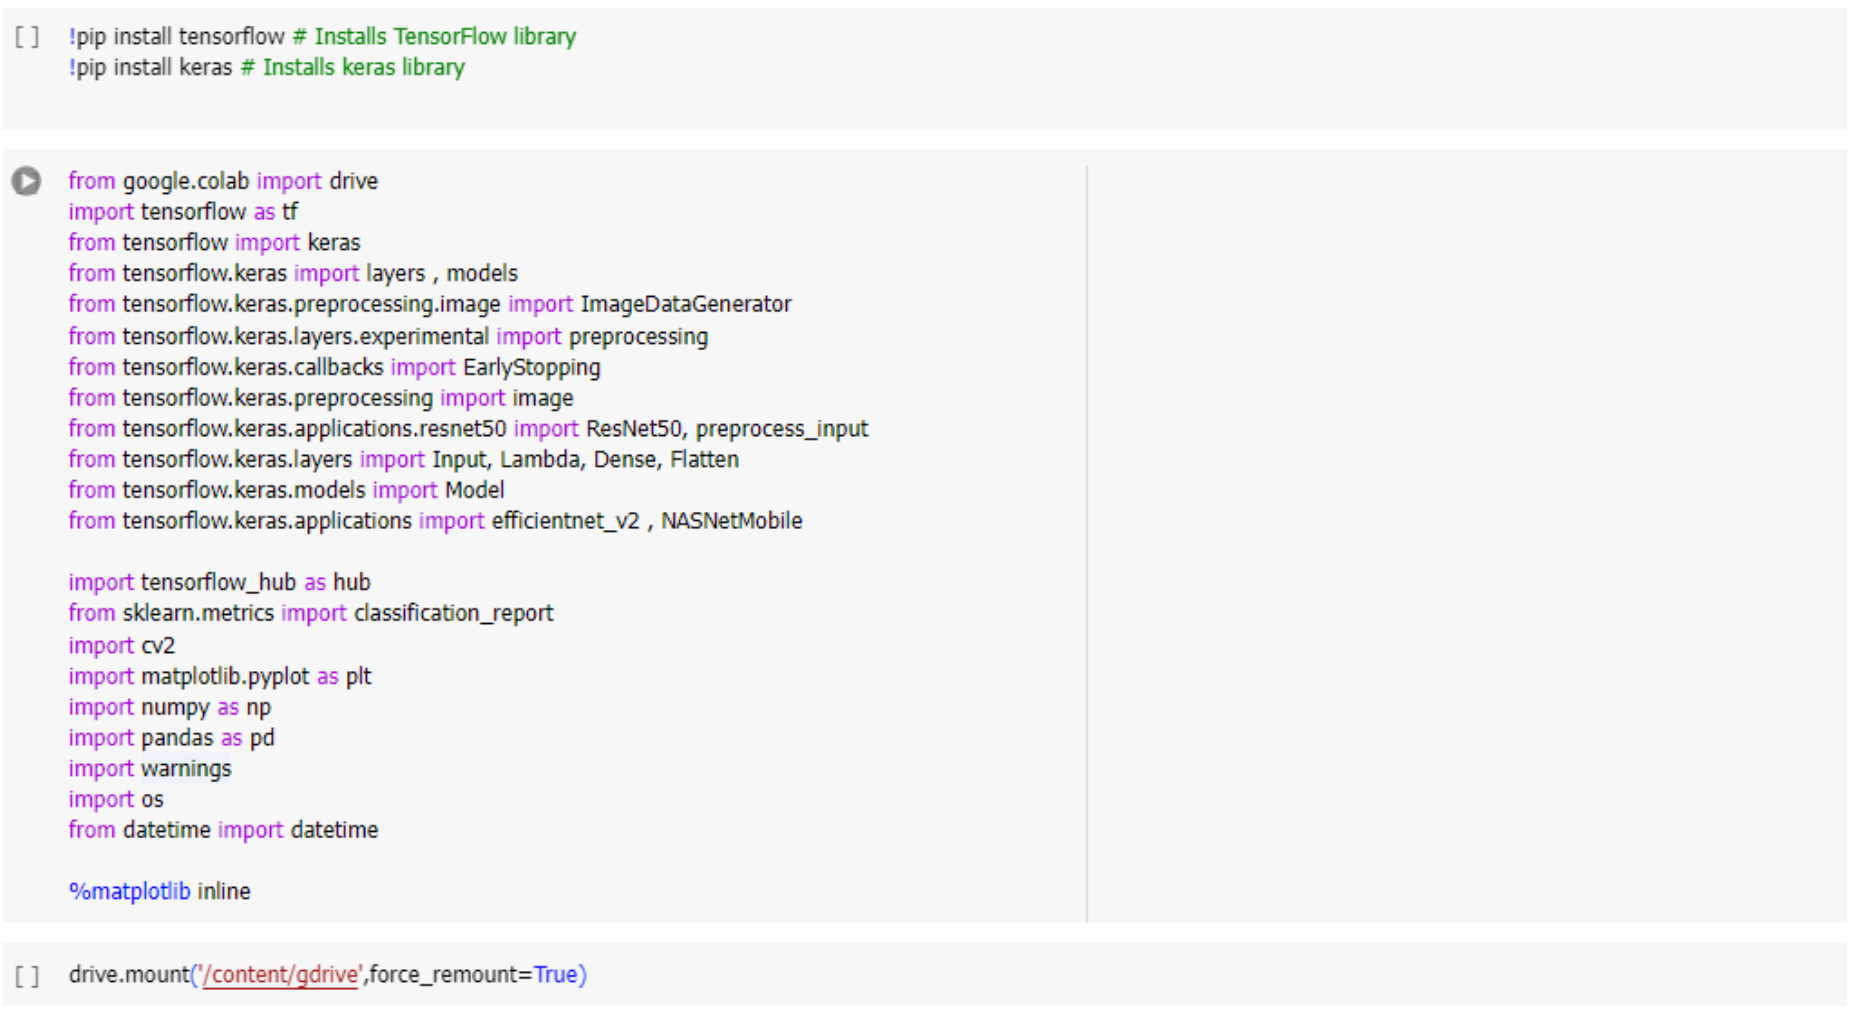 [ ] !pip install tensorflow # Installs TensorFlow library
!pip install keras # Installs keras library
from google.colab import drive
import tensorflow as tf
from tensorflow import keras
from tensorflow.keras import layers , models
from tensorflow.keras.preprocessing.image import ImageDataGenerator
from tensorflow.keras.layers.experimental import preprocessing
from tensorflow.keras.callbacks import EarlyStopping
from tensorflow.keras.preprocessing import image
from tensorflow.keras.applications.resnet50 import ResNet50, preprocess_input
from tensorflow.keras.layers import Input, Lambda, Dense, Flatten
from tensorflow.keras.models import Model
from tensorflow.keras.applications import efficientnet_v2 , NASNetMobile
import tensorflow_hub as hub
from sklearn.metrics import classification_report
import cv2
import matplotlib.pyplot as plt
import numpy as np
import pandas as pd
import warnings
import os
from datetime import datetime
%matplotlib inline
[ ] drive.mount('/content/gdrive',force_remount=True)